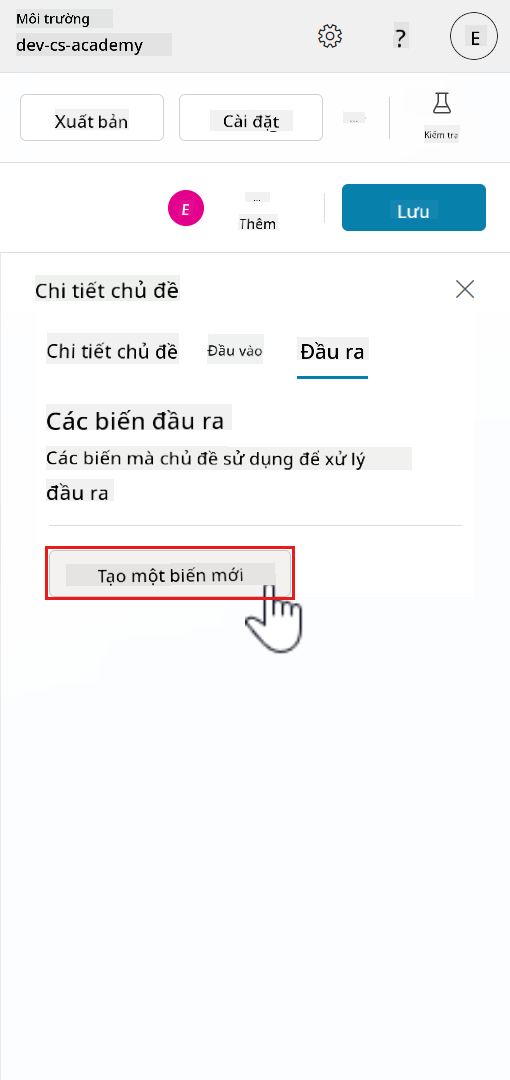 Môi trường
dev-cs-academy
?
E
Xuất bản
Cài đặt
...
Kiểm tra
E
...
Thêm
Lưu
Chi tiết chủ đề
Chi tiết chủ đề
Đầu vào
Đầu ra
Các biến đầu ra
Các biến mà chủ đề sử dụng để xử lý
đầu ra
Tạo một biến mới